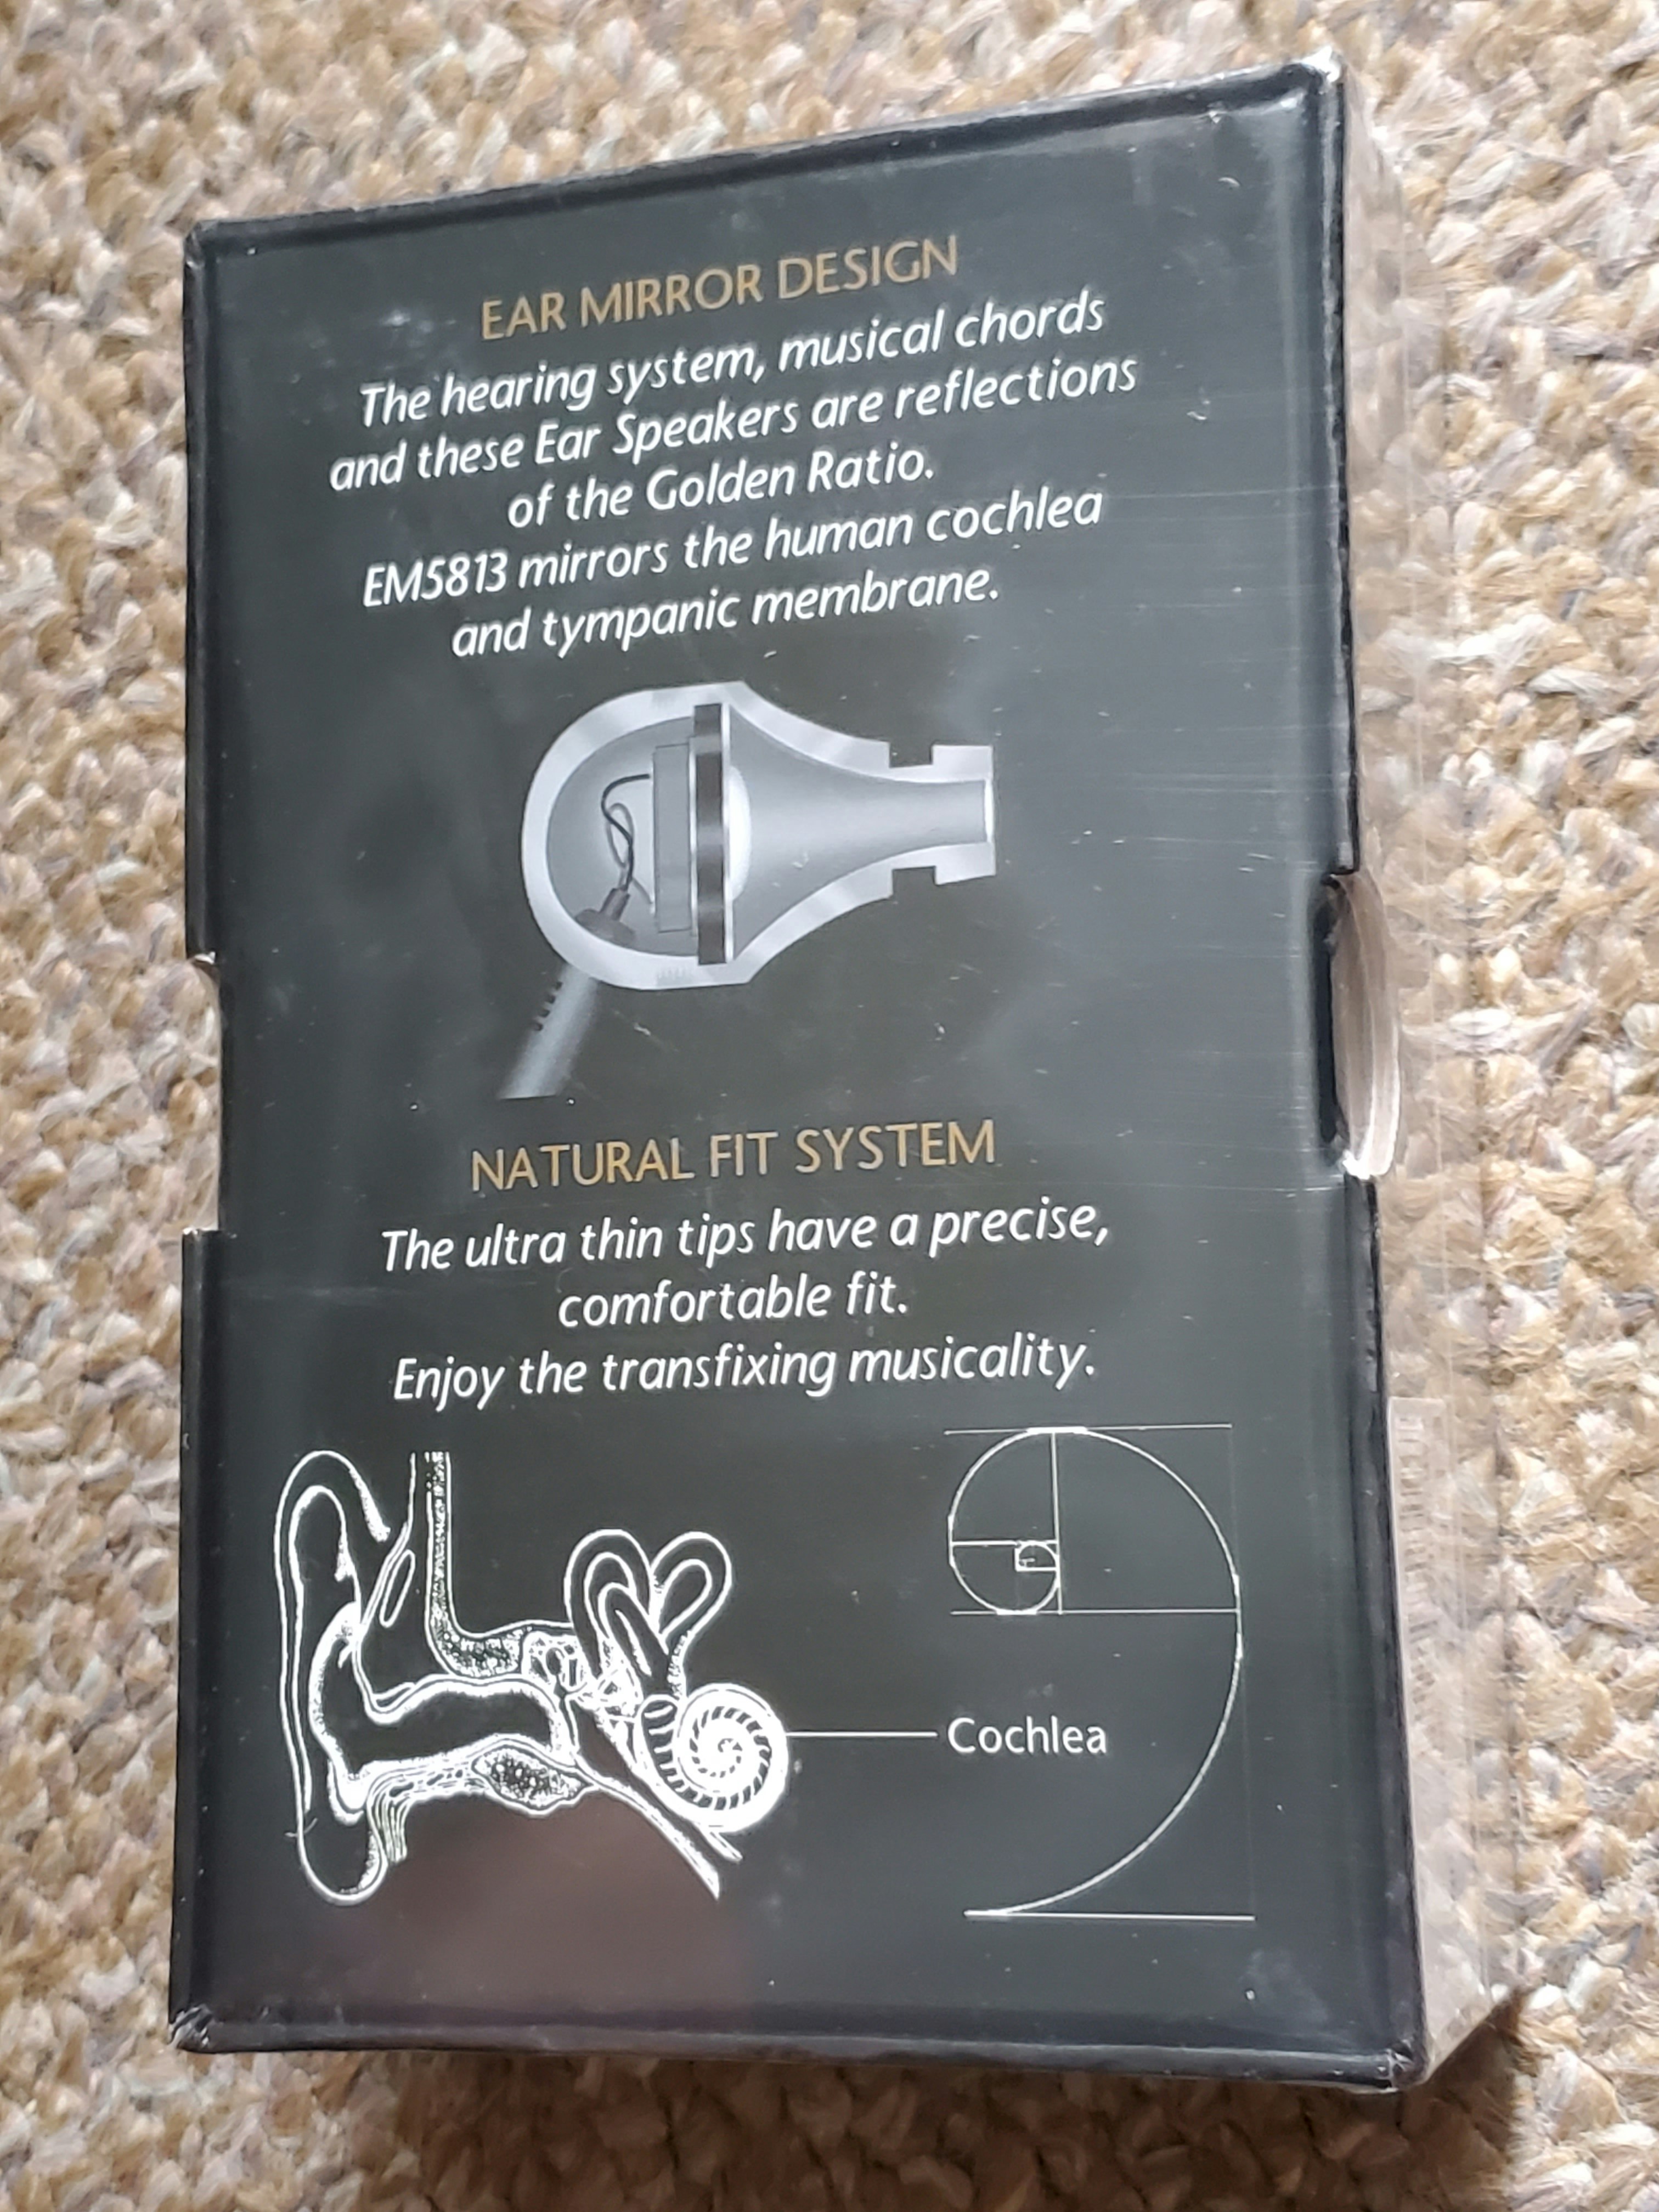 EAR MIRROR DESIGN
The hearing system, musical chords
and these Ear Speakers are reflections
of the Golden Ratio.
EM5813 mirrors the human cochlea
and tympanic membrane.
NATURAL FIT SYSTEM
The ultra thin tips have a precise,
comfortable fit.
Enjoy the transfixing musicality.
Cochlea